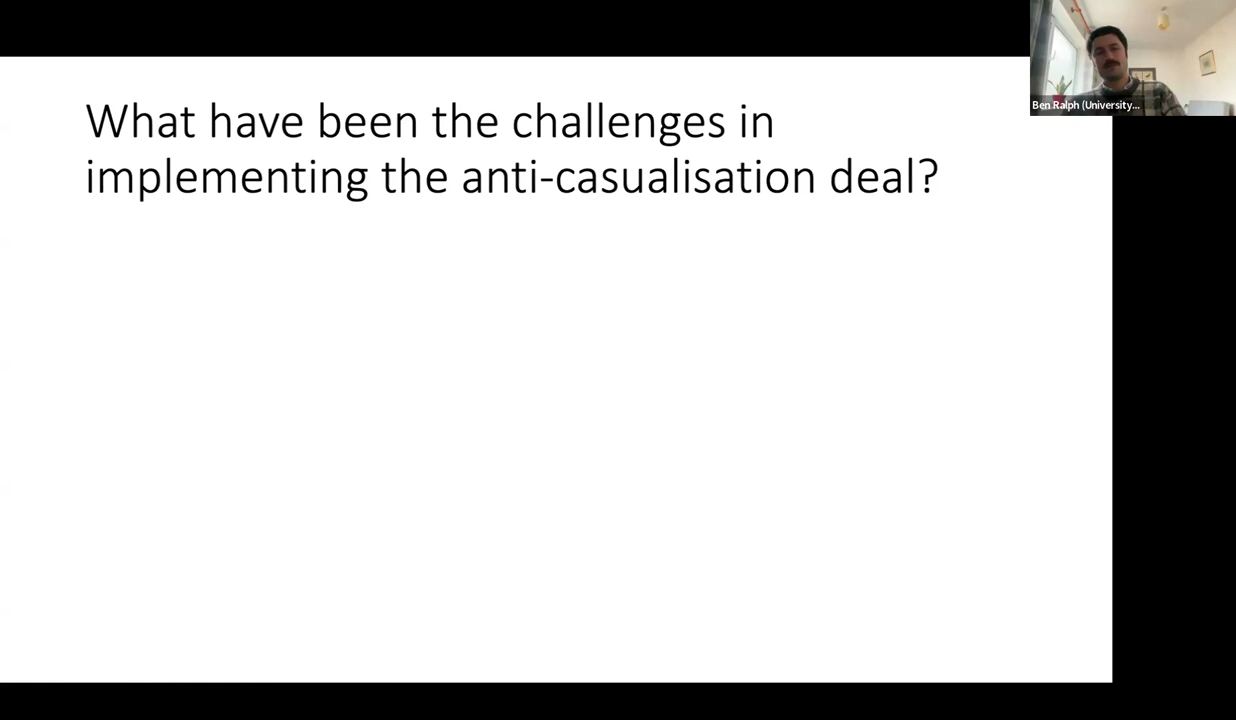 What have been the challenges in
implementing the anti-casualisation deal?
Ben Ralph (University...